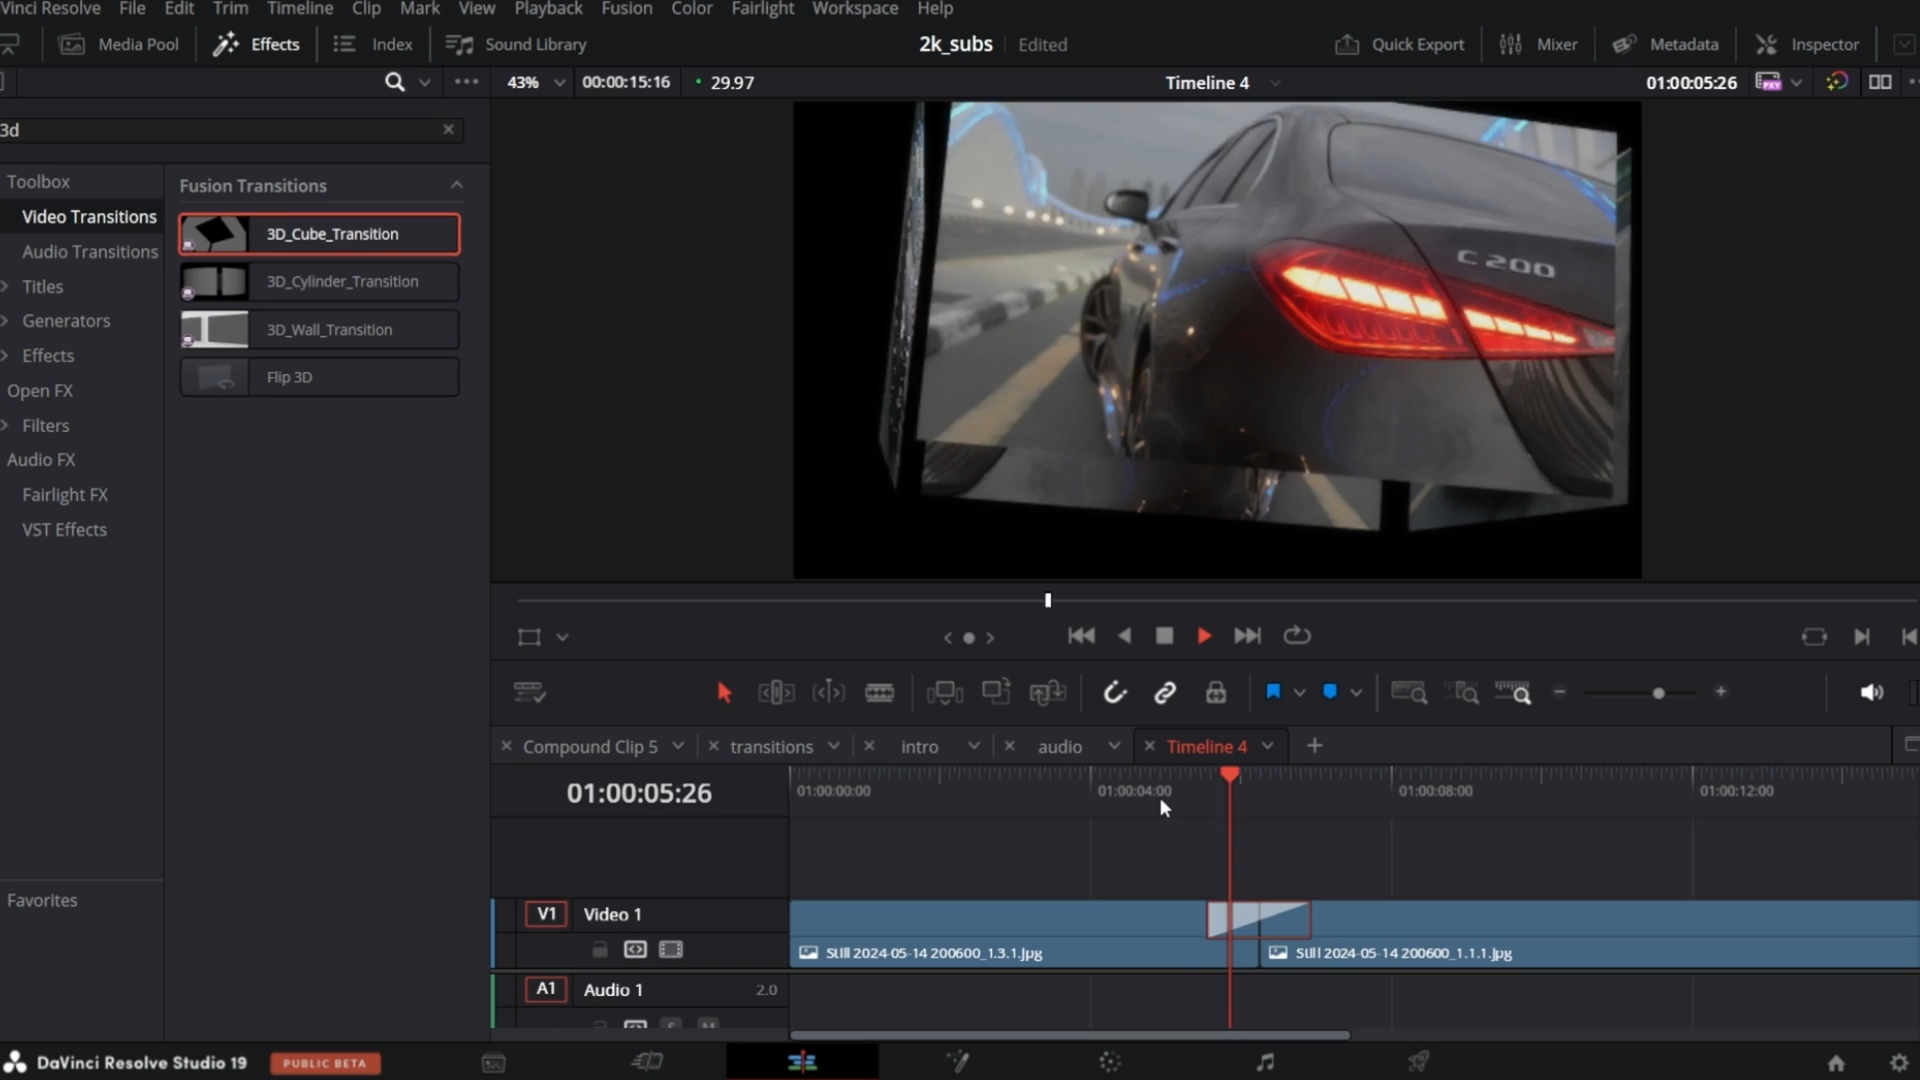 Vinci Resolve File Edit Trim Timeline Clip Mark View Playback Fusion Color Fairlight Workspace Help
Media Pool Effects Index Sound Library 2k_subs Edited Quick Export Mixer Metadata Inspector
43% 00:00:15:16 29.97 Timeline 4 01:00:05:26 PXY
3d
Toolbox
Video Transitions
Audio Transitions
Titles
Generators
Effects
Open FX
Filters
Audio FX
Fairlight FX
VST Effects
Favorites
Fusion Transitions
3D_Cube_Transition
3D_Cylinder_Transition
3D_Wall_Transition
Flip 3D
C 200
Compound Clip 5 transitions intro audio Timeline 4
01:00:05:26 01:00:00:00 01:00:04:00 01:00:08:00 01:00:12:00
V1 Video 1
Still 2024-05-14 200600_1.3.1.jpg Still 2024-05-14 200600_1.1.1.jpg
A1 Audio 1 2.0
S M
DaVinci Resolve Studio 19 PUBLIC BETA